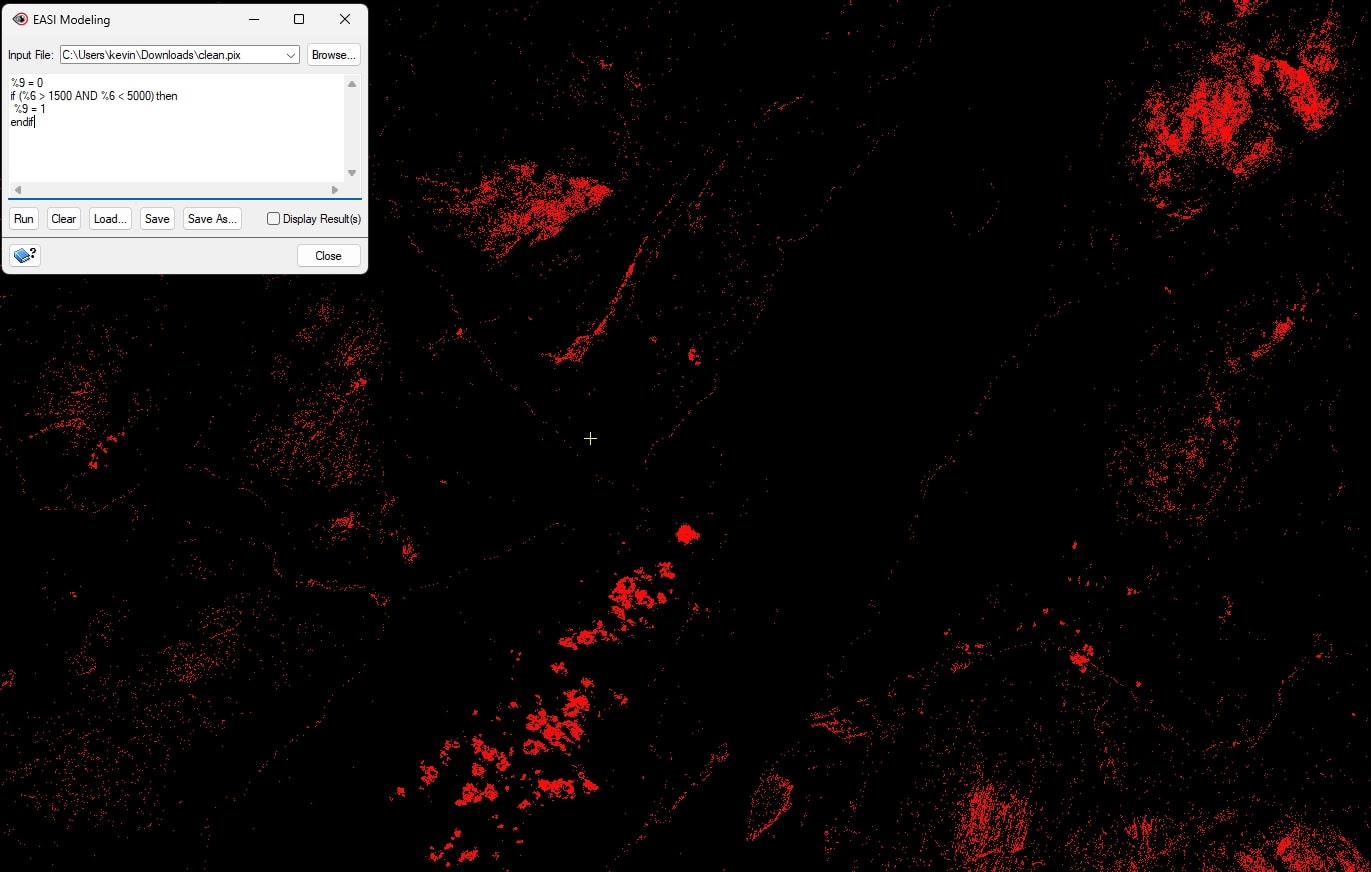 EASI Modeling
Input File: C:\Users\kevin\Downloads\clean.pix Browse...
%9 = 0
if (%6 > 1500 AND %6 < 5000) then
%9 = 1
endif
Run Clear Load... Save Save As... Display Result(s)
? Close